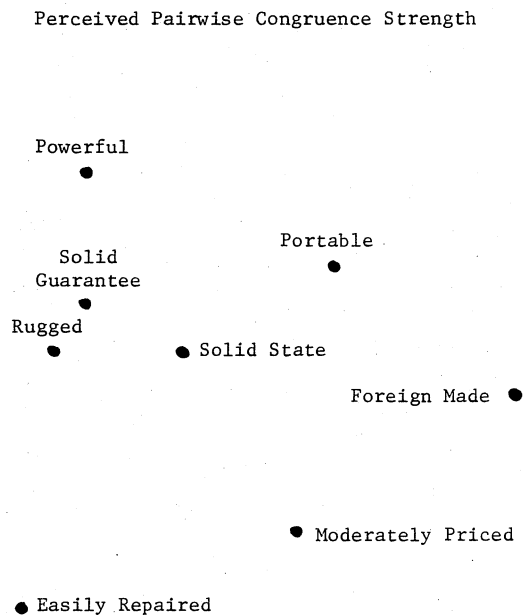 Perceived Pairwise Congruence Strength
Powerful
Portable
Solid
Guarantee
Rugged
Solid State
Foreign Made
Moderately Priced
Easily Repaired